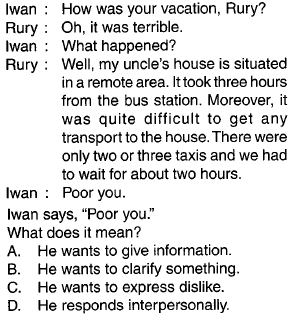 Iwan : How was your vacation, Rury?
Rury : Oh, it was terrible.
Iwan : What happened?
Rury : Well, my uncle's house is situated
in a remote area. It took three hours
from the bus station. Moreover, it
was quite difficult to get any
transport to the house. There were
only two or three taxis and we had
to wait for about two hours.
Iwan : Poor you.
Iwan says, "Poor you."
What does it mean?
A. He wants to give information.
B. He wants to clarify something.
C. He wants to express dislike.
D. He responds interpersonally.